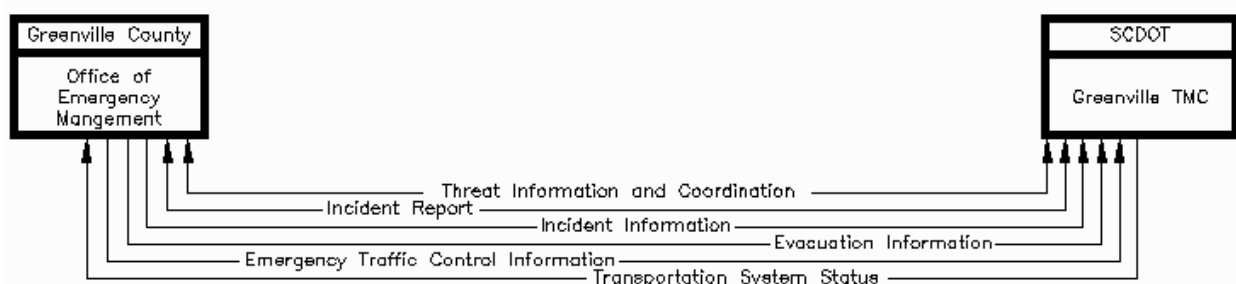 Greenville County
Office of
Emergency
Mangement
SCDOT
Greenville TMC
Threat Information and Coordination
Incident Report
Incident Information
Evacuation Information
Emergency Traffic Control Information
Transportation System Status